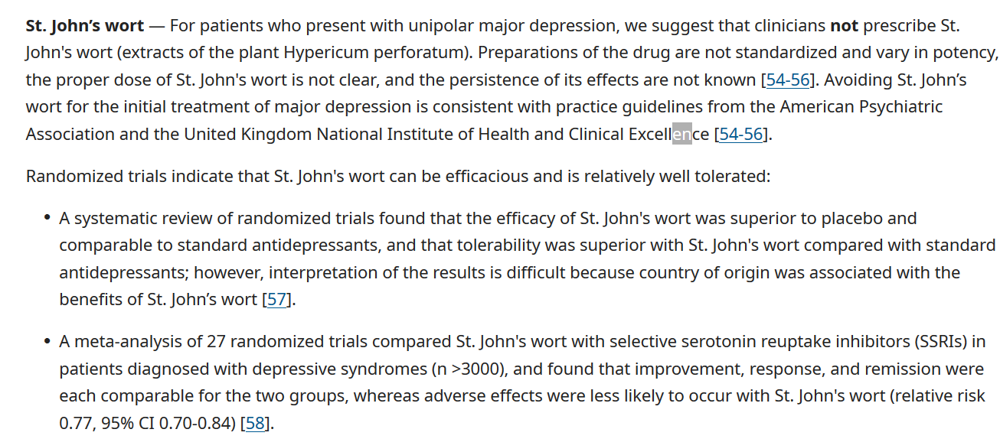 St. John’s wort — For patients who present with unipolar major depression, we suggest that clinicians not prescribe St.
John's wort (extracts of the plant Hypericum perforatum). Preparations of the drug are not standardized and vary in potency,
the proper dose of St. John's wort is not clear, and the persistence of its effects are not known [54-56]. Avoiding St. John’s
wort for the initial treatment of major depression is consistent with practice guidelines from the American Psychiatric
Association and the United Kingdom National Institute of Health and Clinical Excellence [54-56].
Randomized trials indicate that St. John's wort can be efficacious and is relatively well tolerated:
• A systematic review of randomized trials found that the efficacy of St. John's wort was superior to placebo and
comparable to standard antidepressants, and that tolerability was superior with St. John's wort compared with standard
antidepressants; however, interpretation of the results is difficult because country of origin was associated with the
benefits of St. John’s wort [57].
• A meta-analysis of 27 randomized trials compared St. John's wort with selective serotonin reuptake inhibitors (SSRIs) in
patients diagnosed with depressive syndromes (n >3000), and found that improvement, response, and remission were
each comparable for the two groups, whereas adverse effects were less likely to occur with St. John's wort (relative risk
0.77, 95% CI 0.70-0.84) [58].